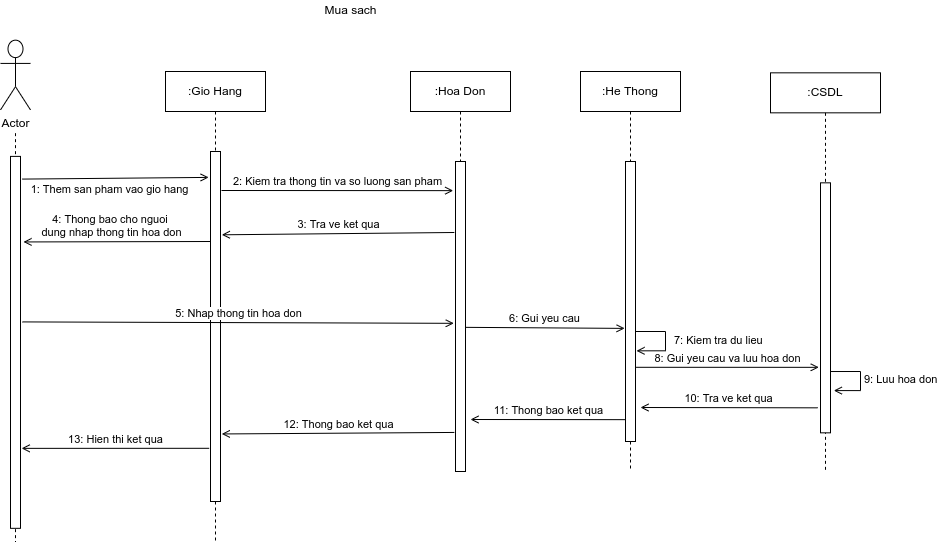 Mua sach
:Gio Hang
:Hoa Don
:He Thong
:CSDL
Actor
1: Them san pham vao gio hang
2: Kiem tra thong tin va so luong san pham
3: Tra ve ket qua
4: Thong bao cho nguoi
dung nhap thong tin hoa don
5: Nhap thong tin hoa don
6: Gui yeu cau
7: Kiem tra du lieu
8: Gui yeu cau va luu hoa don
9: Luu hoa don
10: Tra ve ket qua
11: Thong bao ket qua
12: Thong bao ket qua
13: Hien thi ket qua